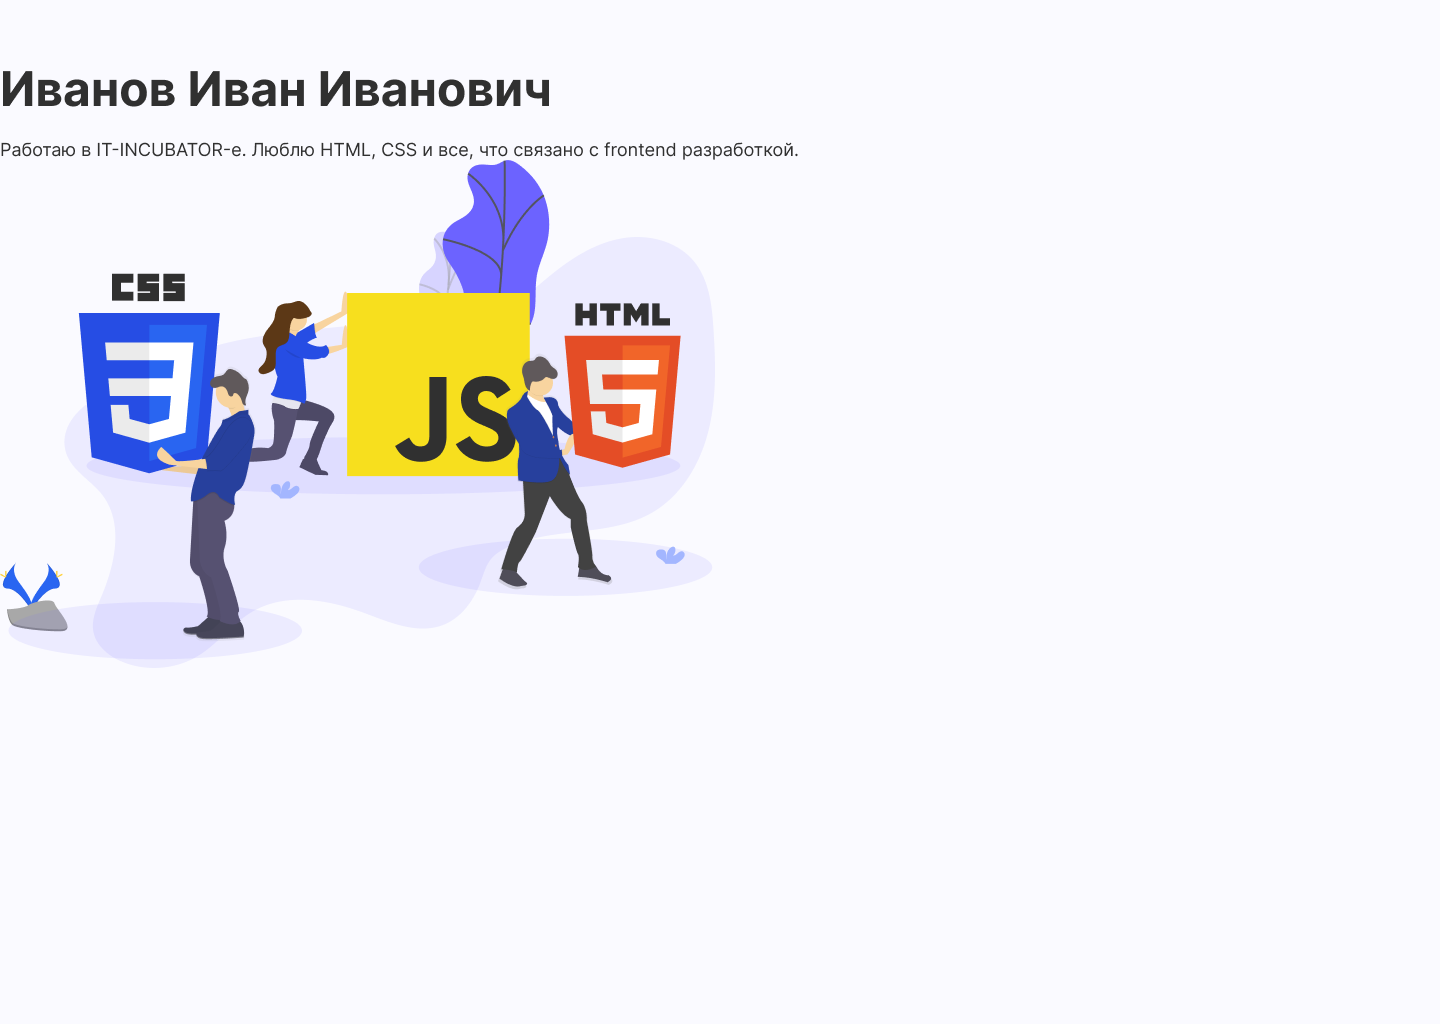 Иванов Иван Иванович
Работаю в IT-INCUBATOR-е. Люблю HTML, CSS и все, что связано с frontend разработкой.
CSS
HTML
JS